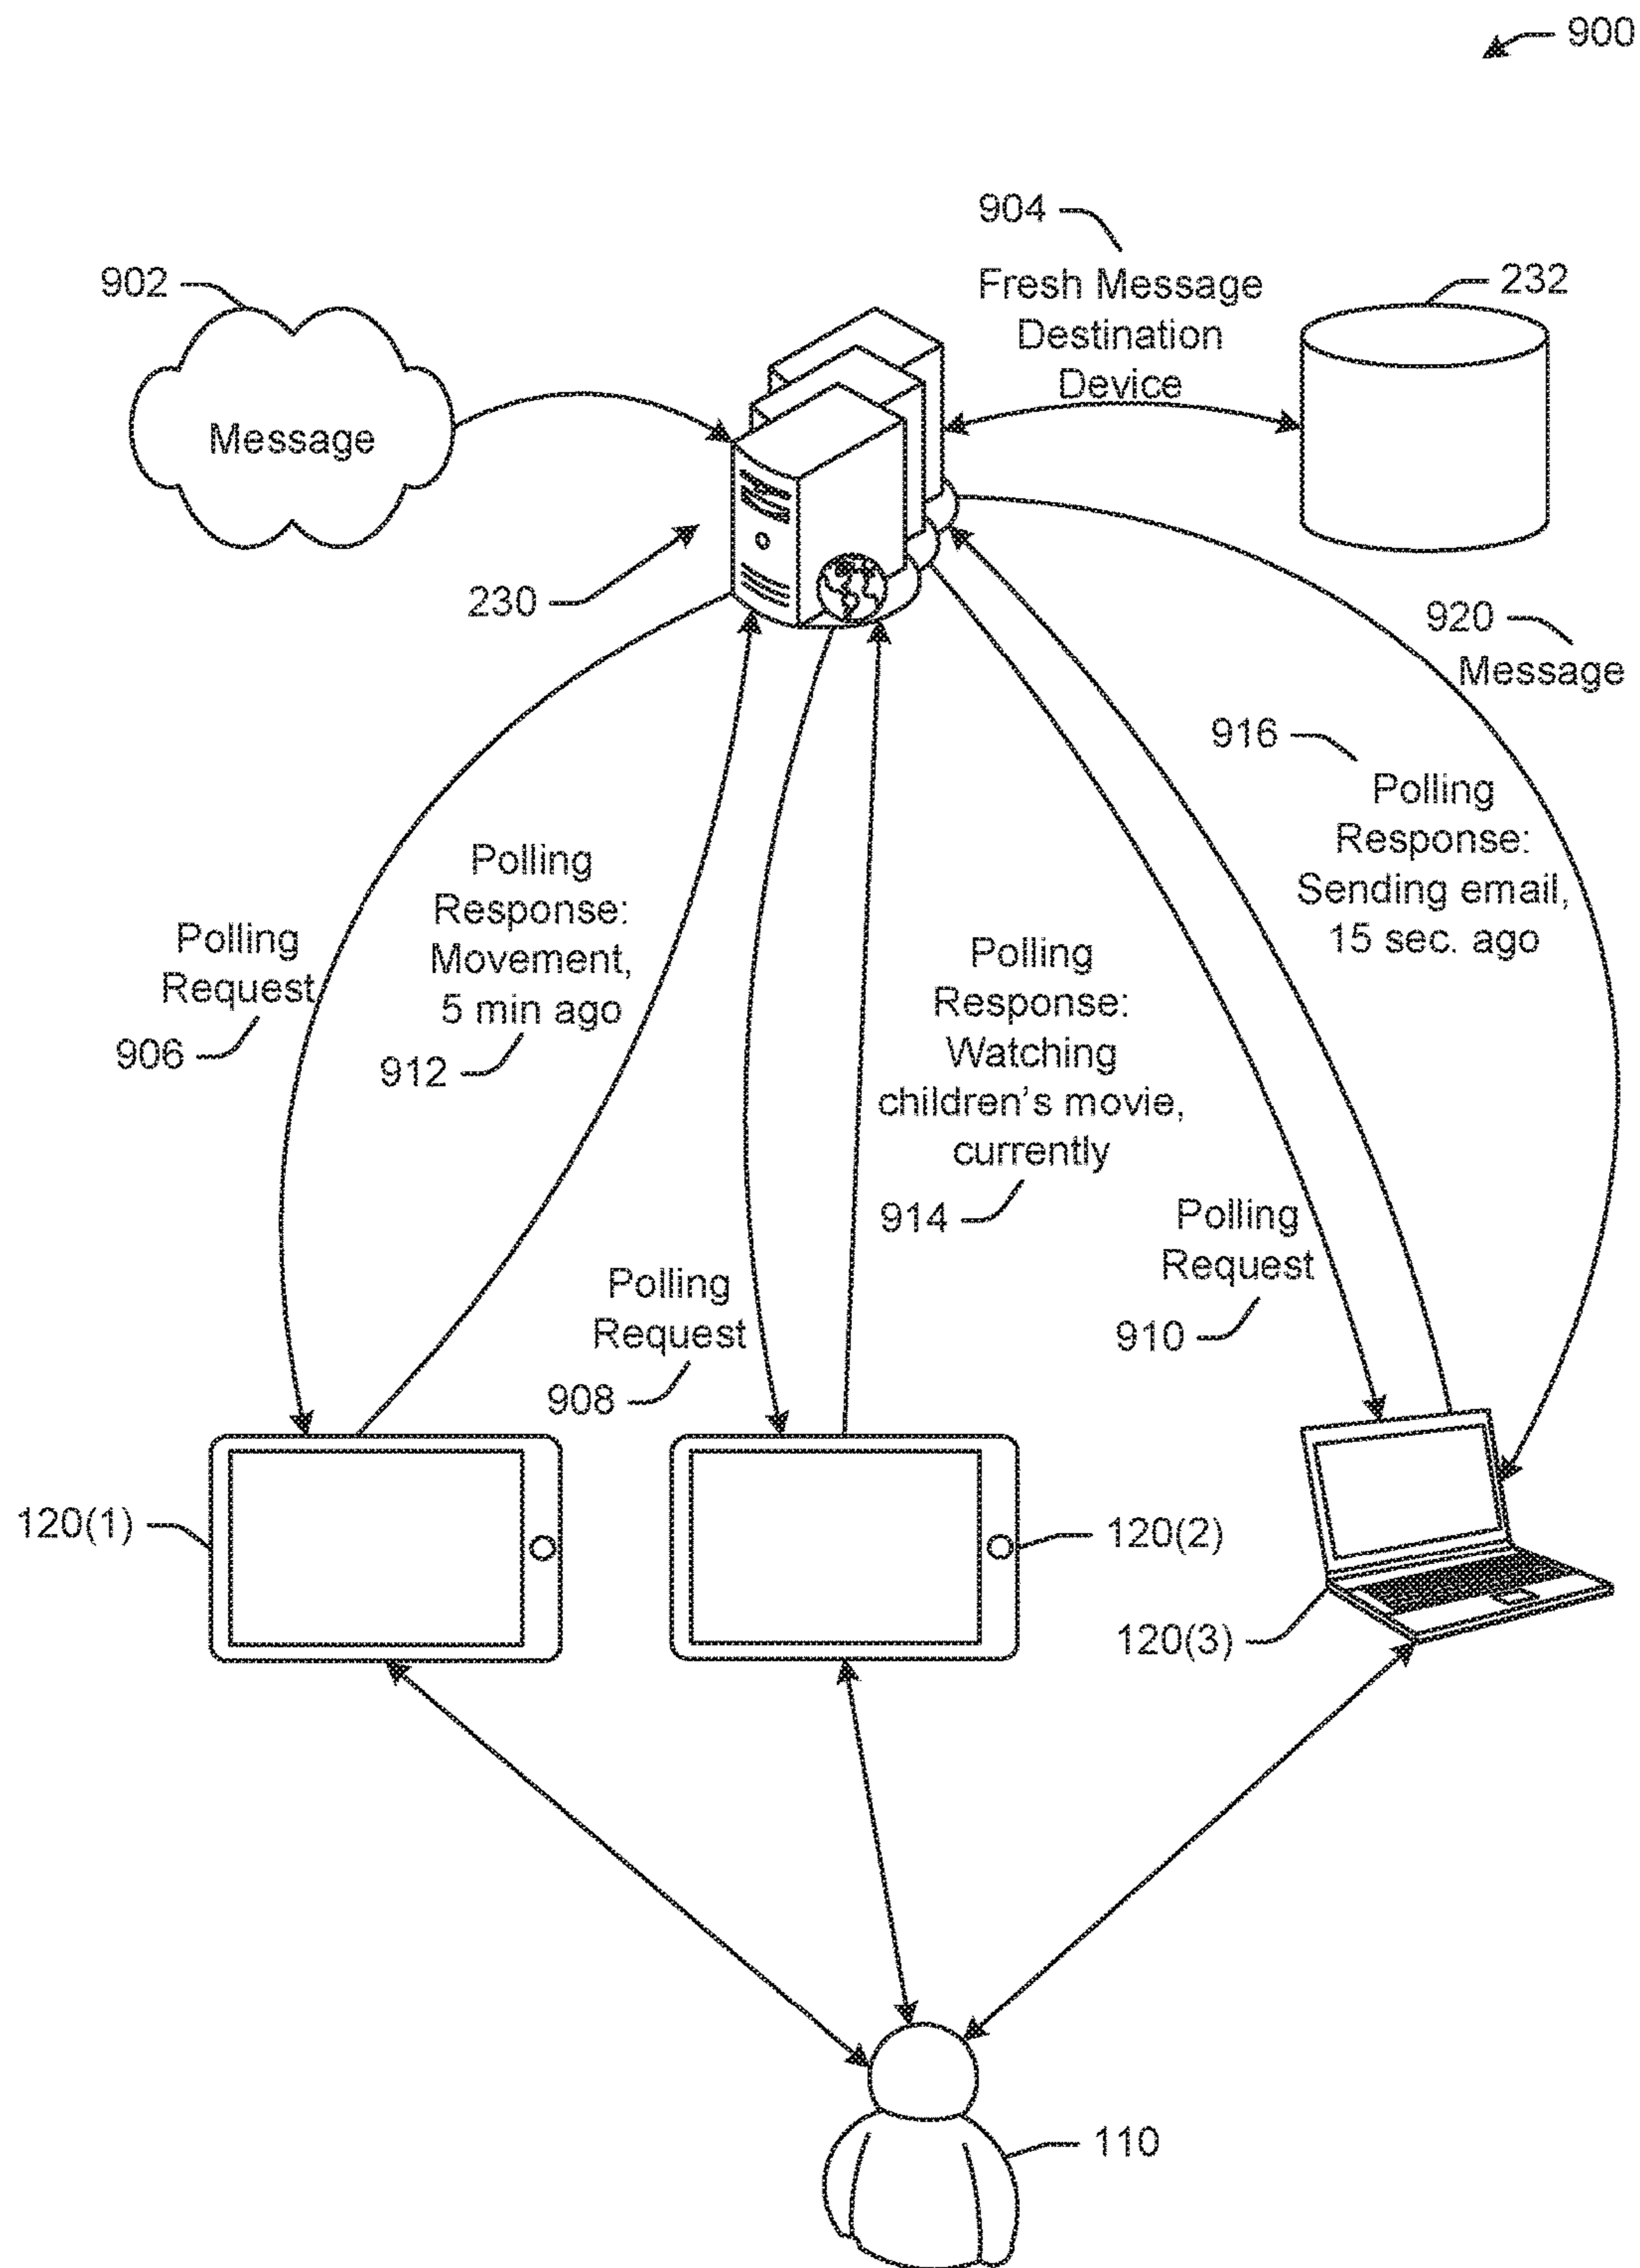 900
904
Fresh Message
Destination
Device
902
232
Message
230
920
Message
916
Polling
Response:
Sending email,
15 sec. ago
Polling
Response:
Movement,
5 min ago
912
Polling
Request
906
Polling
Response:
Watching
children's movie,
currently
914
Polling
Request
910
Polling
Request
908
120(1)
120(2)
120(3)
110